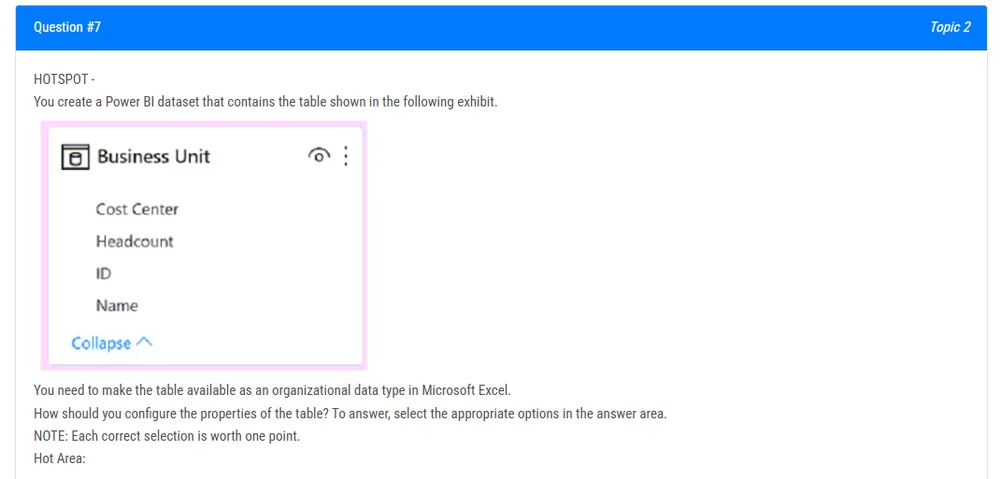 Question #7
Topic 2
HOTSPOT -
You create a Power BI dataset that contains the table shown in the following exhibit.
Business Unit
Cost Center
Headcount
ID
Name
Collapse
You need to make the table available as an organizational data type in Microsoft Excel.
How should you configure the properties of the table? To answer, select the appropriate options in the answer area.
NOTE: Each correct selection is worth one point.
Hot Area: